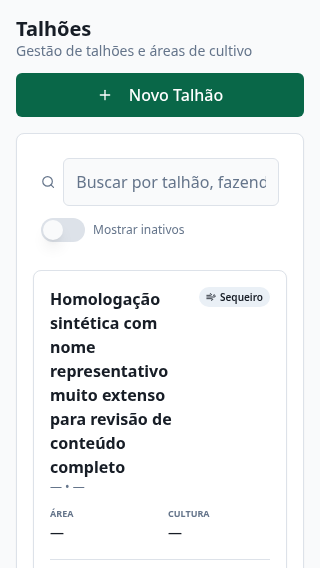 Talhões
Gestão de talhões e áreas de cultivo
Novo Talhão
Buscar por talhão, fazend
Mostrar inativos
Homologação
sintética com
nome
representativo
muito extenso
para revisão de
conteúdo
completo
Sequeiro
— • —
ÁREA
CULTURA
—
—